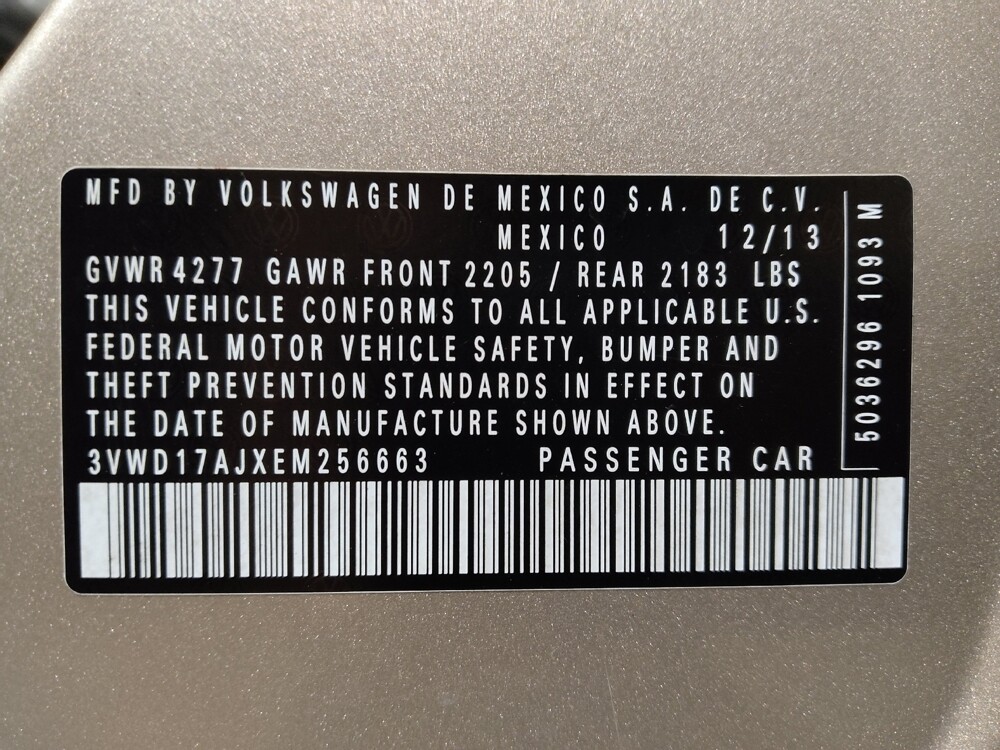 MFD BY VOLKSWAGEN DE MEXICO S.A. DE C.V.
MEXICO 12/13
GVWR 4277 GAWR FRONT 2205 / REAR 2183 LBS
THIS VEHICLE CONFORMS TO ALL APPLICABLE U.S.
FEDERAL MOTOR VEHICLE SAFETY, BUMPER AND
THEFT PREVENTION STANDARDS IN EFFECT ON
THE DATE OF MANUFACTURE SHOWN ABOVE.
3VWD17AJXEM256663 PASSENGER CAR
5036296 1093 M